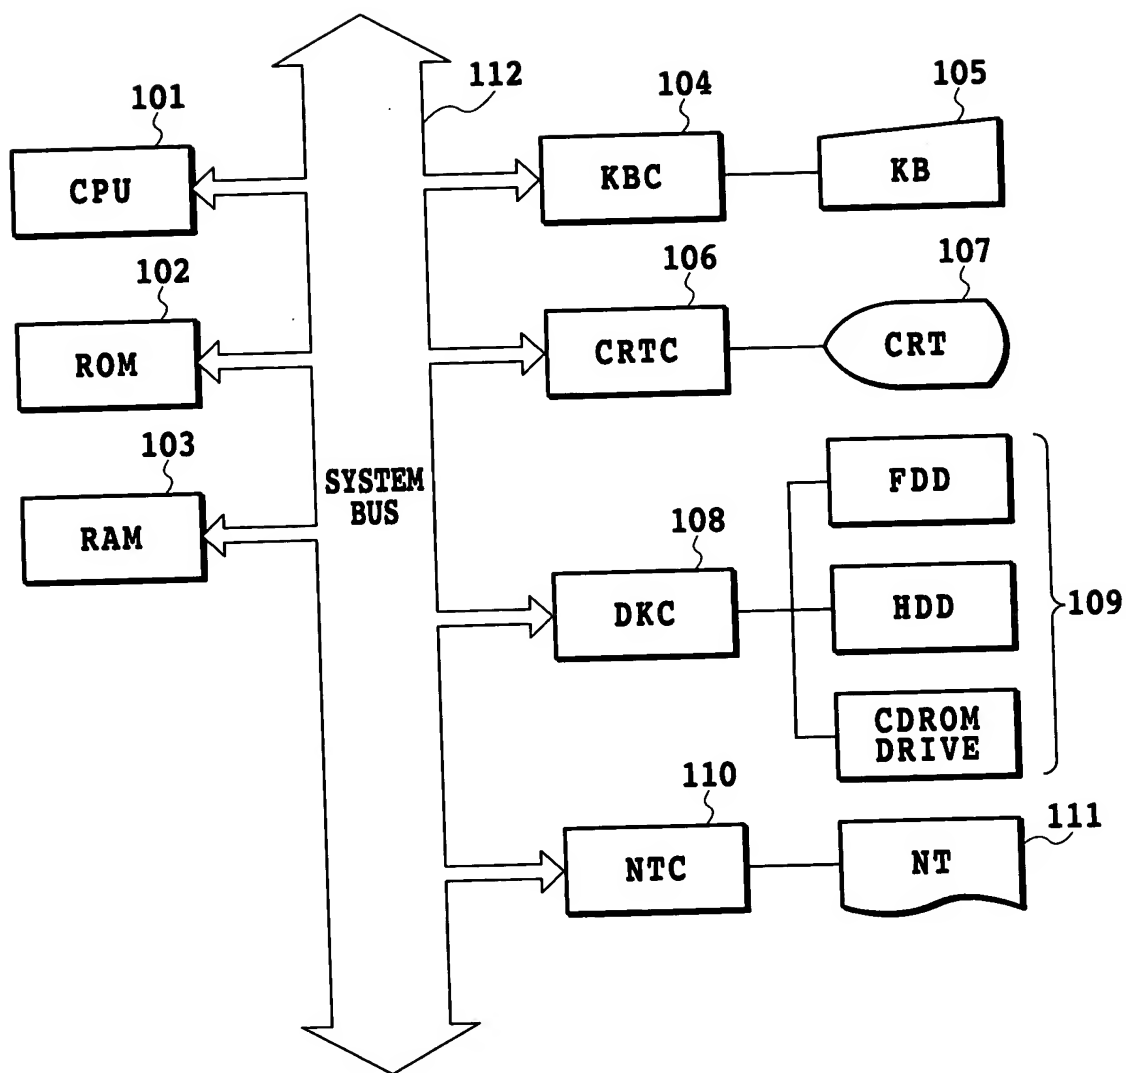 112
101
CPU
104
KBC
105
KB
102
ROM
106
CRTC
107
CRT
103
RAM
SYSTEM
BUS
108
DKC
FDD
HDD
109
CDROM
DRIVE
110
NTC
111
NT